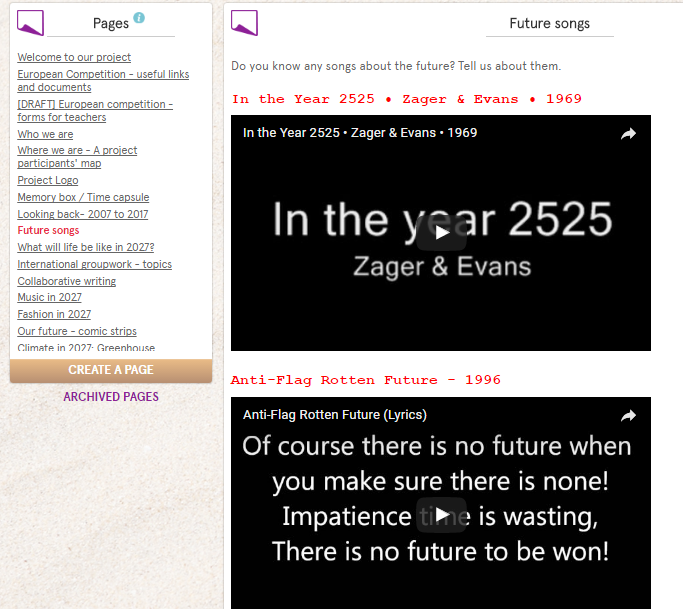 Pages i
Welcome to our project
European Competition - useful links
and documents
[DRAFT] European competition -
forms for teachers
Who we are
Where we are - A project
participants' map
Project Logo
Memory box / Time capsule
Looking back- 2007 to 2017
Future songs
What will life be like in 2027?
International groupwork - topics
Collaborative writing
Music in 2027
Fashion in 2027
Our future - comic strips
Climate in 2027: Greenhouse
CREATE A PAGE
ARCHIVED PAGES
Future songs
Do you know any songs about the future? Tell us about them.
In the Year 2525 • Zager & Evans • 1969
In the Year 2525 • Zager & Evans • 1969
In the year 2525
Zager & Evans
Anti-Flag Rotten Future - 1996
Anti-Flag Rotten Future (Lyrics)
Of course there is no future when
you make sure there is none!
Impatience time is wasting,
There is no future to be won!